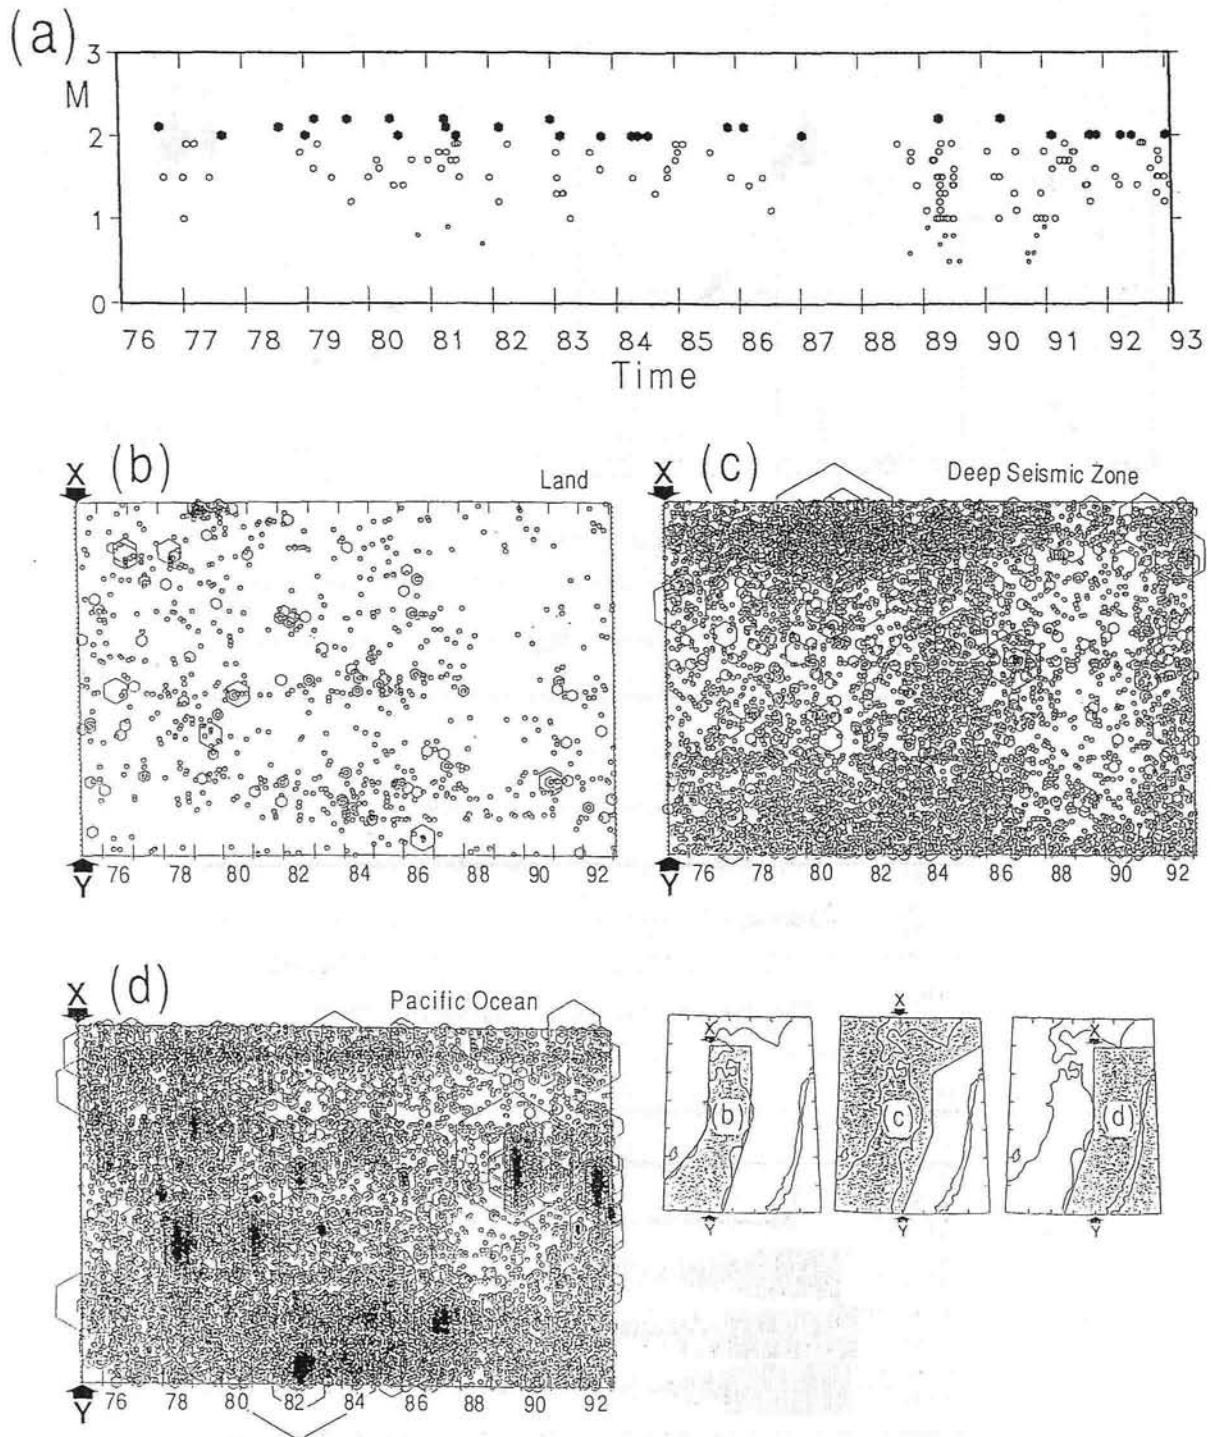 (a)
3
M
2
1
0
76 77 78 79 80 81 82 83 84 85 86 87 88 89 90 91 92 93
Time
X (b) Land
Y 76 78 80 82 84 86 88 90 92
X (c) Deep Seismic Zone
Y 76 78 80 82 84 86 88 90 92
X (d) Pacific Ocean
Y 76 78 80 82 84 86 88 90 92
X X X
(b) (c) (d)
Y Y Y